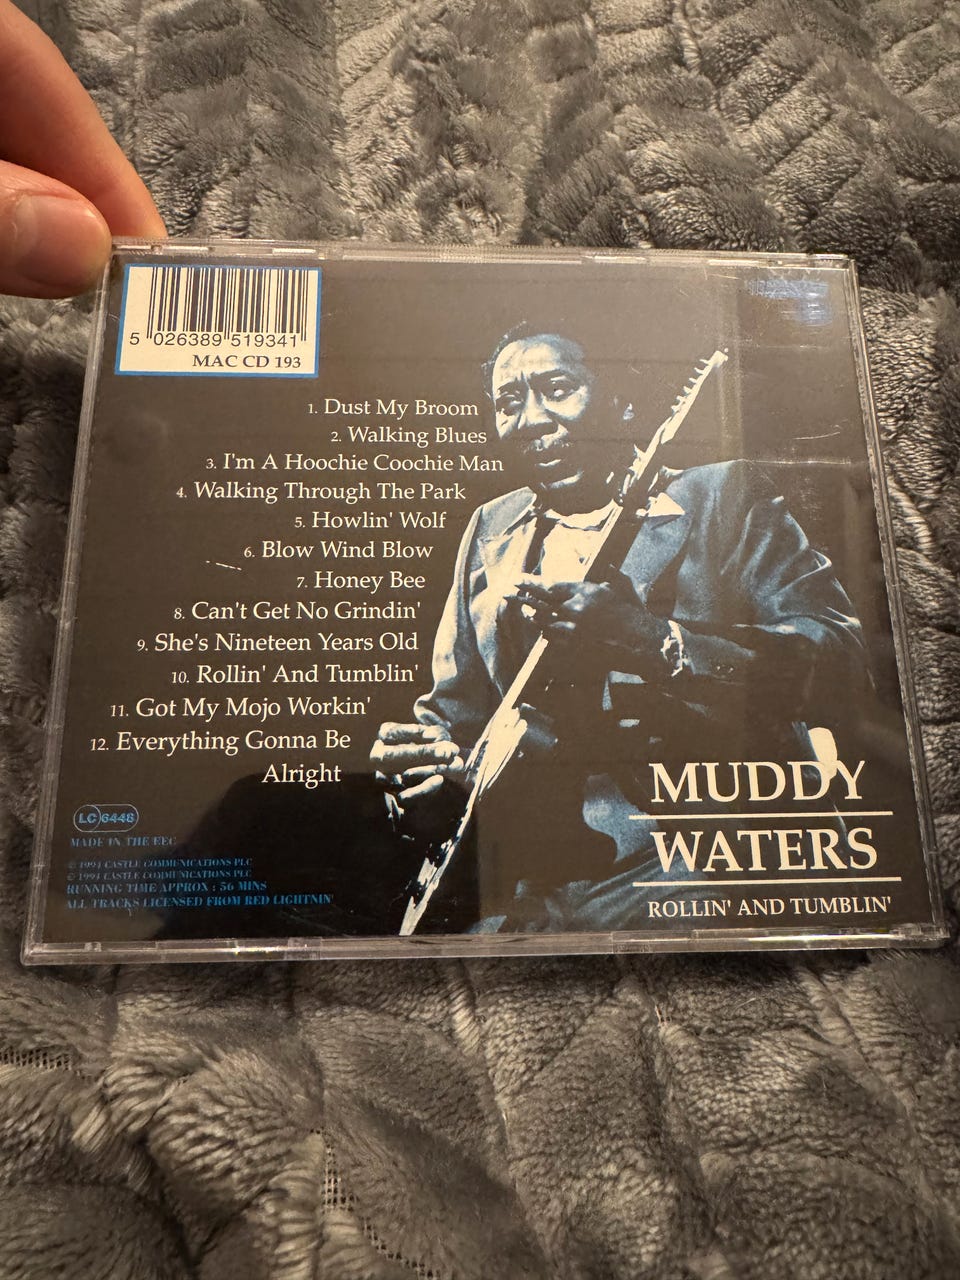 5 026389 519341
MAC CD 193
1. Dust My Broom
2. Walking Blues
3. I'm A Hoochie Coochie Man
4. Walking Through The Park
5. Howlin' Wolf
6. Blow Wind Blow
7. Honey Bee
8. Can't Get No Grindin'
9. She's Nineteen Years Old
10. Rollin' And Tumblin'
11. Got My Mojo Workin'
12. Everything Gonna Be
Alright
LC 6448
MADE IN THE EEC
CASTLE COMMUNICATIONS PLC
CASTLE COMMUNICATIONS PLC
RUNNING TIME APPROX : 56 MINS
ALL TRACKS LICENSED FROM RED LIGHTNIN'
MUDDY
WATERS
ROLLIN' AND TUMBLIN'